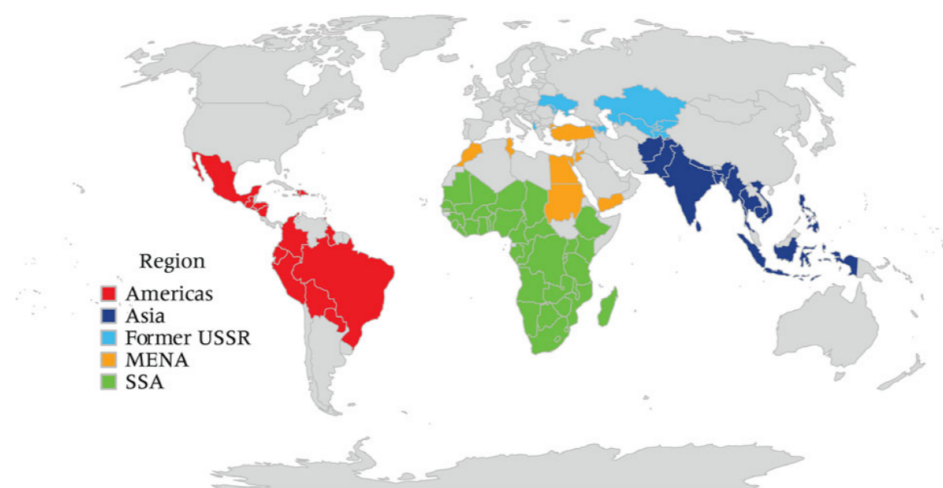 Region
Americas
Asia
Former USSR
MENA
SSA